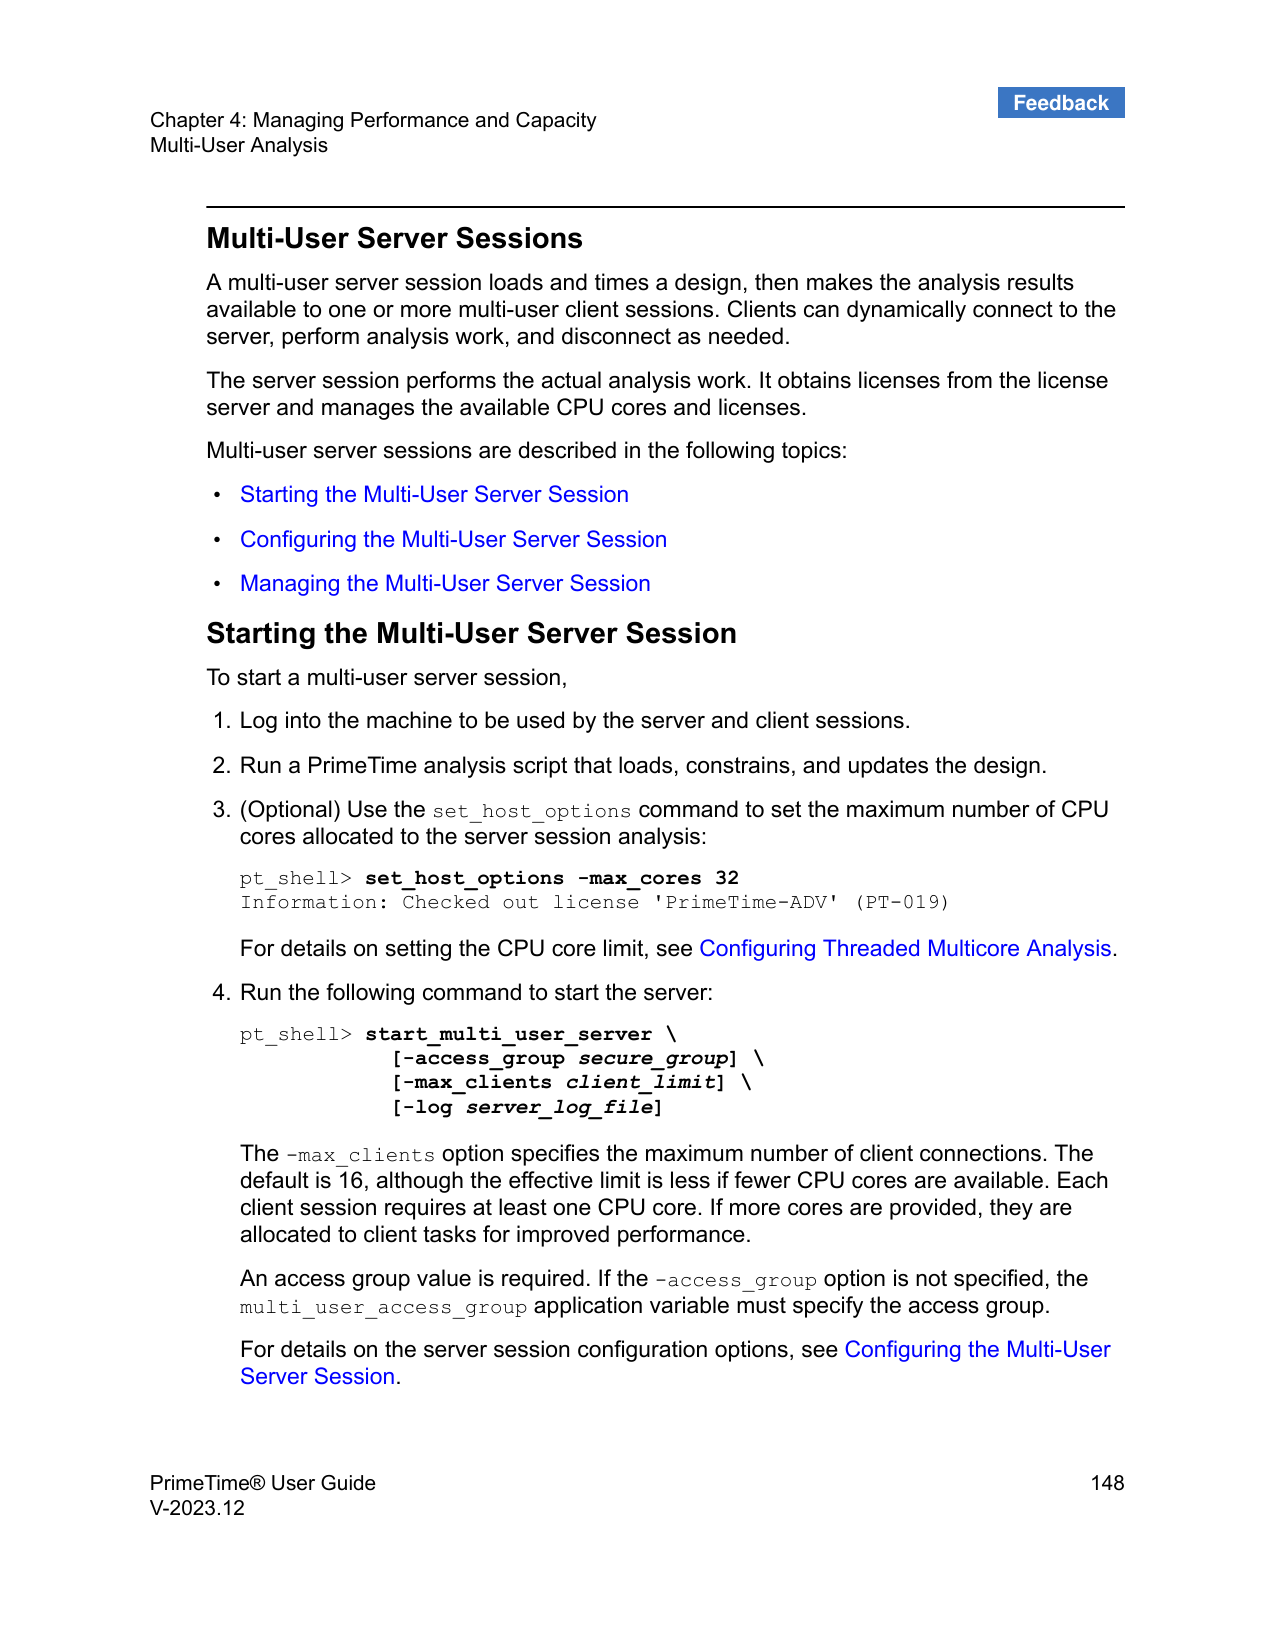 Feedback
Chapter 4: Managing Performance and Capacity
Multi-User Analysis
Multi-User Server Sessions
A multi-user server session loads and times a design, then makes the analysis results
available to one or more multi-user client sessions. Clients can dynamically connect to the
server, perform analysis work, and disconnect as needed.
The server session performs the actual analysis work. It obtains licenses from the license
server and manages the available CPU cores and licenses.
Multi-user server sessions are described in the following topics:
• Starting the Multi-User Server Session
• Configuring the Multi-User Server Session
• Managing the Multi-User Server Session
Starting the Multi-User Server Session
To start a multi-user server session,
1. Log into the machine to be used by the server and client sessions.
2. Run a PrimeTime analysis script that loads, constrains, and updates the design.
3. (Optional) Use the set_host_options command to set the maximum number of CPU
cores allocated to the server session analysis:
pt_shell> set_host_options -max_cores 32
Information: Checked out license 'PrimeTime-ADV' (PT-019)
For details on setting the CPU core limit, see Configuring Threaded Multicore Analysis.
4. Run the following command to start the server:
pt_shell> start_multi_user_server \
[-access_group secure_group] \
[-max_clients client_limit] \
[-log server_log_file]
The -max_clients option specifies the maximum number of client connections. The
default is 16, although the effective limit is less if fewer CPU cores are available. Each
client session requires at least one CPU core. If more cores are provided, they are
allocated to client tasks for improved performance.
An access group value is required. If the -access_group option is not specified, the
multi_user_access_group application variable must specify the access group.
For details on the server session configuration options, see Configuring the Multi-User
Server Session.
PrimeTime® User Guide
148
V-2023.12